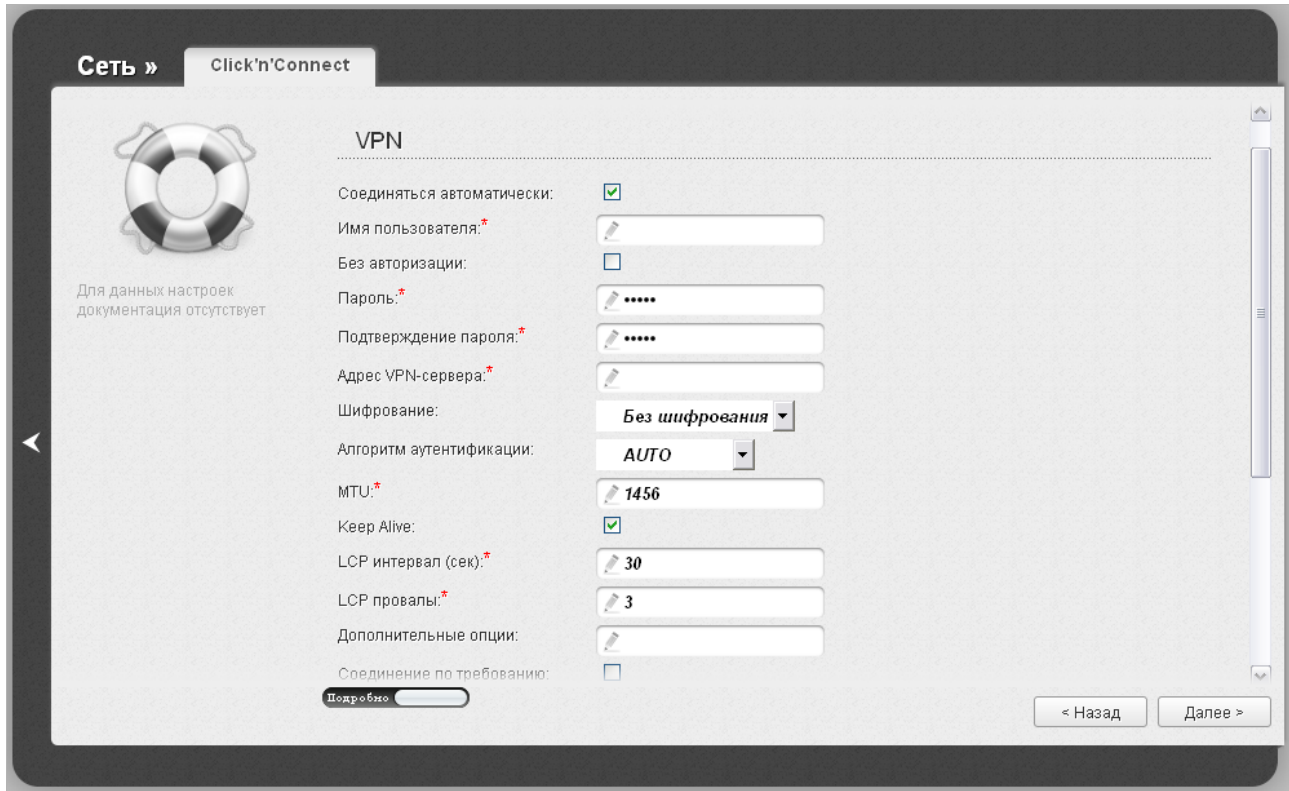 Сеть »
Click'n'Connect
Для данных настроек
документация отсутствует
VPN
Соединяться автоматически:
Имя пользователя:*
Без авторизации:
Пароль:* •••••
Подтверждение пароля:* •••••
Адрес VPN-сервера:*
Шифрование: Без шифрования
Алгоритм аутентификации: AUTO
MTU:* 1456
Keep Alive:
LCP интервал (сек):* 30
LCP провалы:* 3
Дополнительные опции:
Соединение по требованию:
Подробно
< Назад
Далее >